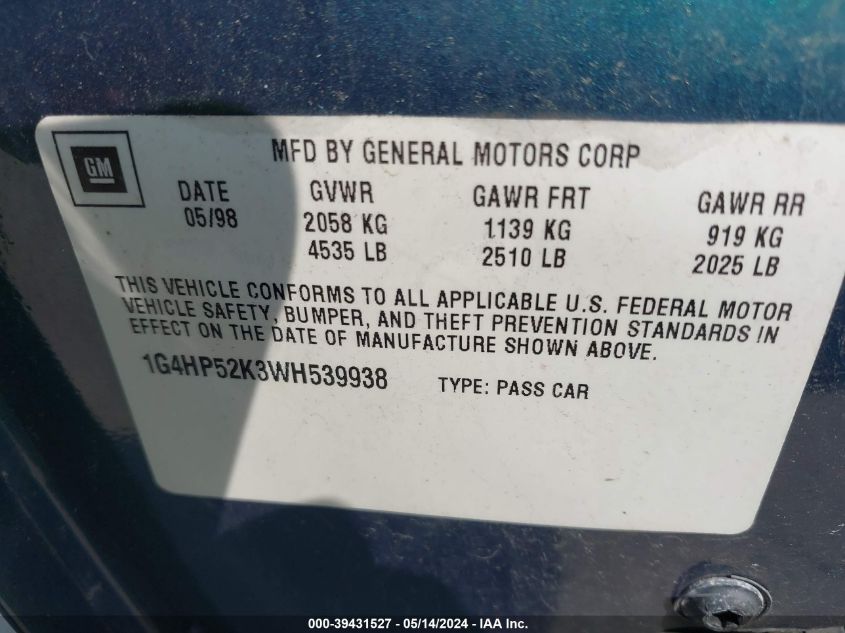 GM
MFD BY GENERAL MOTORS CORP
DATE GVWR GAWR FRT GAWR RR
05/98 2058 KG 1139 KG 919 KG
4535 LB 2510 LB 2025 LB
THIS VEHICLE CONFORMS TO ALL APPLICABLE U.S. FEDERAL MOTOR
VEHICLE SAFETY, BUMPER, AND THEFT PREVENTION STANDARDS IN
EFFECT ON THE DATE OF MANUFACTURE SHOWN ABOVE.
1G4HP52K3WH539938 TYPE: PASS CAR
000-39431527 - 05/14/2024 - IAA Inc.